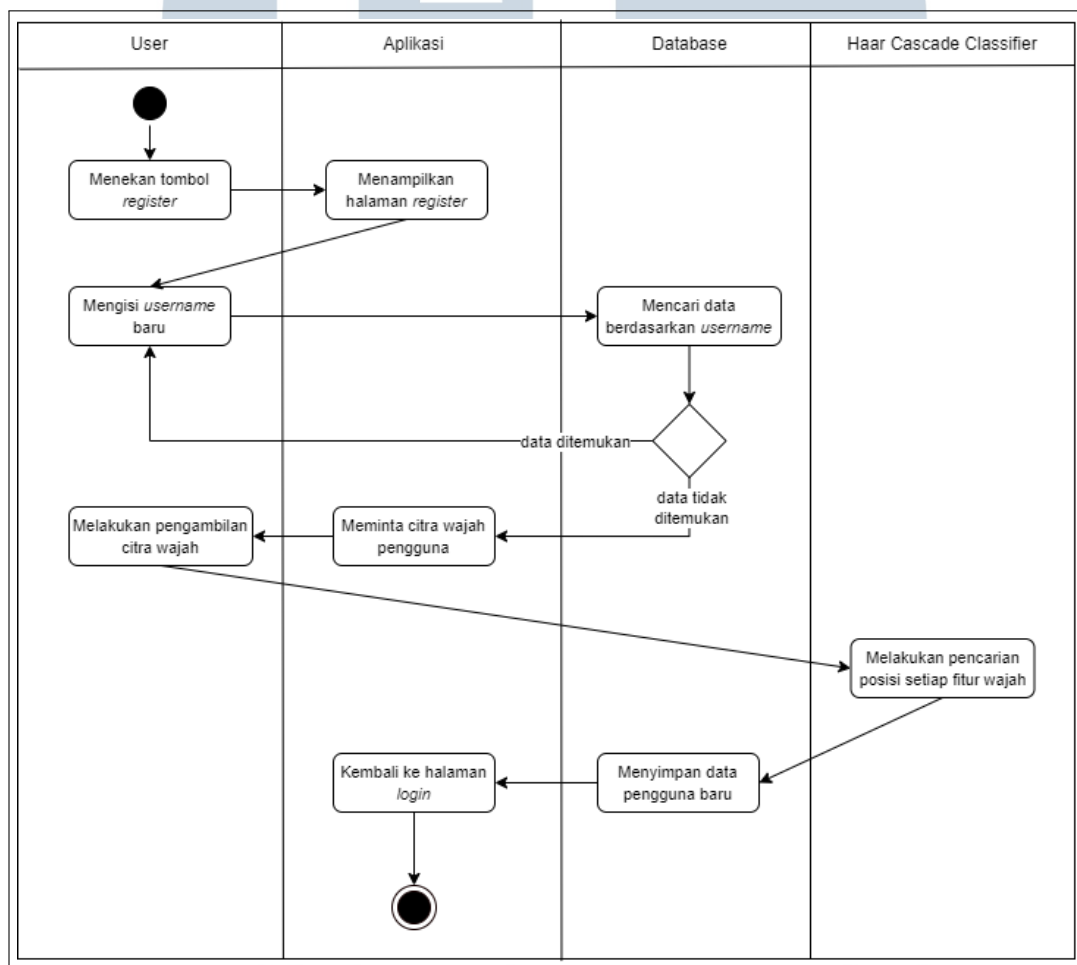 User
Aplikasi
Database
Haar Cascade Classifier
Menekan tombol
register
Menampilkan
halaman register
Mengisi username
baru
Mencari data
berdasarkan username
data ditemukan
data tidak
ditemukan
Melakukan pengambilan
citra wajah
Meminta citra wajah
pengguna
Melakukan pencarian
posisi setiap fitur wajah
Kembali ke halaman
login
Menyimpan data
pengguna baru